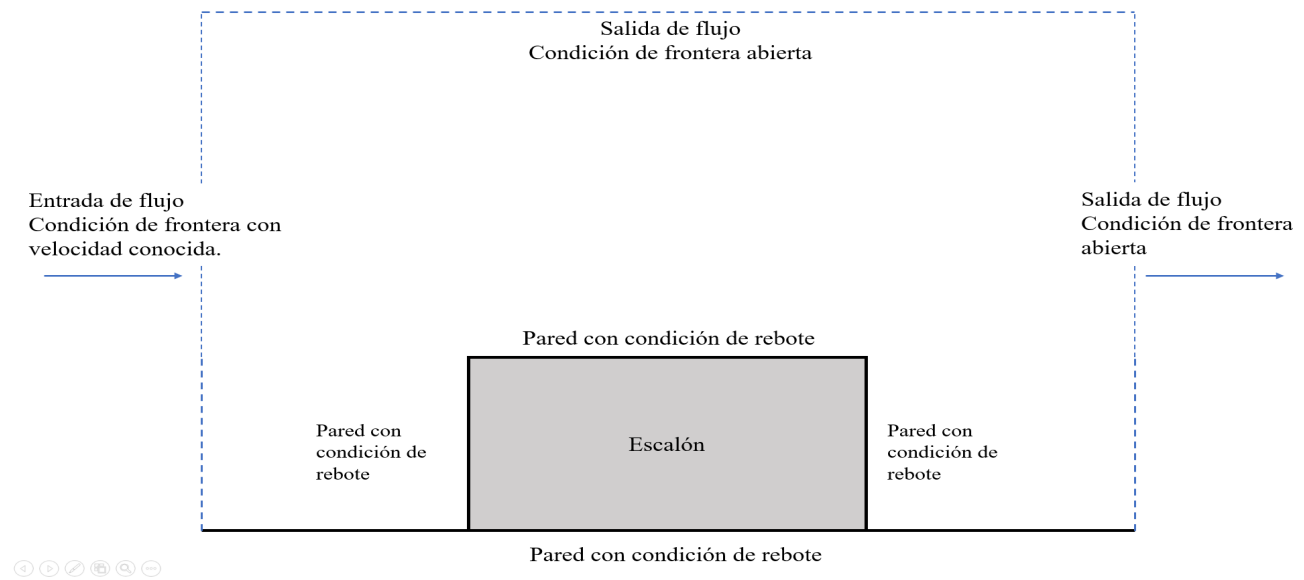 Salida de flujo
Condición de frontera abierta
Entrada de flujo
Condición de frontera con
velocidad conocida.
Salida de flujo
Condición de frontera
abierta
Pared con condición de rebote
Pared con
condición de
rebote
Escalón
Pared con
condición de
rebote
Pared con condición de rebote